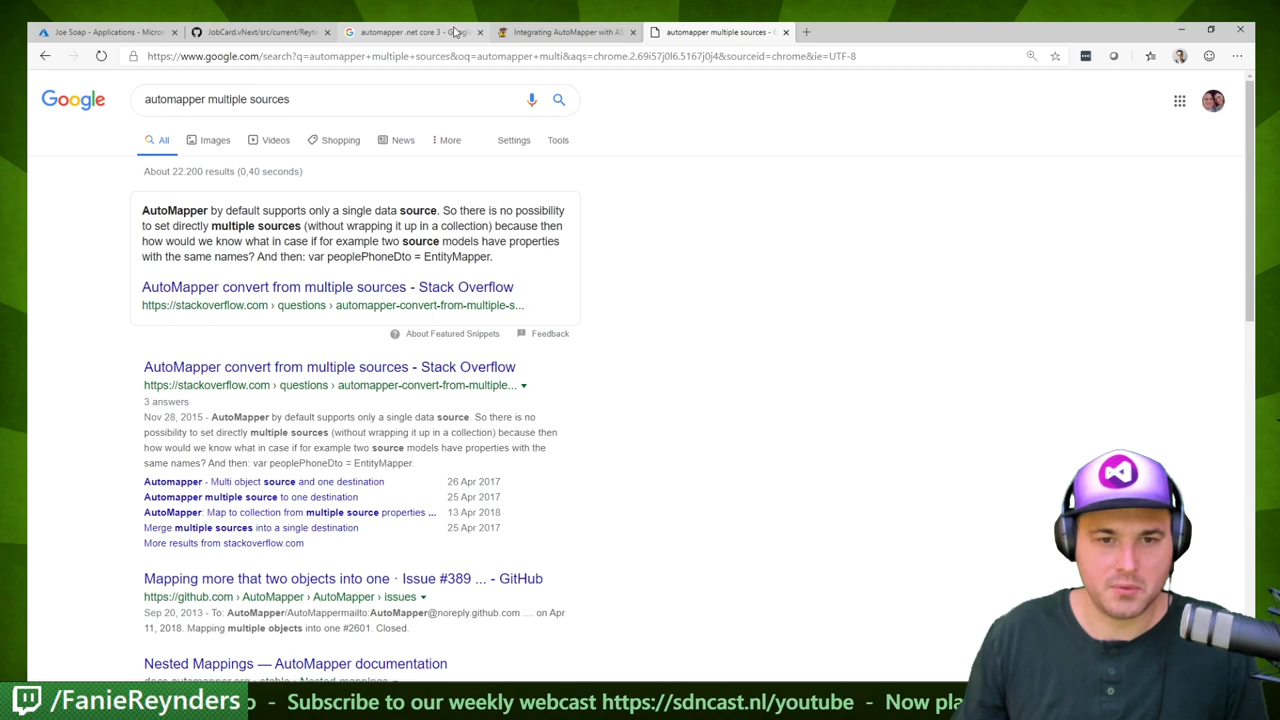 Joe Soap - Applications - Micros
JobCard.vNext/src/current/Reyte
automapper .net core 3 - Google
Integrating AutoMapper with AS
automapper multiple sources - G
https://www.google.com/search?q=automapper+multiple+sources&oq=automapper+multi&aqs=chrome.2.69i57j0l6.5167j0j4&sourceid=chrome&ie=UTF-8
Google
automapper multiple sources
All
Images
Videos
Shopping
News
More
Settings
Tools
About 22.200 results (0,40 seconds)
AutoMapper by default supports only a single data source. So there is no possibility
to set directly multiple sources (without wrapping it up in a collection) because then
how would we know what in case if for example two source models have properties
with the same names? And then: var peoplePhoneDto = EntityMapper.
AutoMapper convert from multiple sources - Stack Overflow
https://stackoverflow.com › questions › automapper-convert-from-multiple-s...
About Featured Snippets
Feedback
AutoMapper convert from multiple sources - Stack Overflow
https://stackoverflow.com › questions › automapper-convert-from-multiple...
3 answers
Nov 28, 2015 - AutoMapper by default supports only a single data source. So there is no
possibility to set directly multiple sources (without wrapping it up in a collection) because then
how would we know what in case if for example two source models have properties with the
same names? And then: var peoplePhoneDto = EntityMapper.
Automapper - Multi object source and one destination 26 Apr 2017
Automapper multiple source to one destination 25 Apr 2017
AutoMapper: Map to collection from multiple source properties ... 13 Apr 2018
Merge multiple sources into a single destination 25 Apr 2017
More results from stackoverflow.com
Mapping more that two objects into one · Issue #389 ... - GitHub
https://github.com › AutoMapper › AutoMapper › issues
Sep 20, 2013 - To: AutoMapper/AutoMappermailto:AutoMapper@noreply.github.com .... on Apr
11, 2018. Mapping multiple objects into one #2601. Closed.
Nested Mappings — AutoMapper documentation
/FanieReynders
o - Subscribe to our weekly webcast https://sdncast.nl/youtube - Now pla